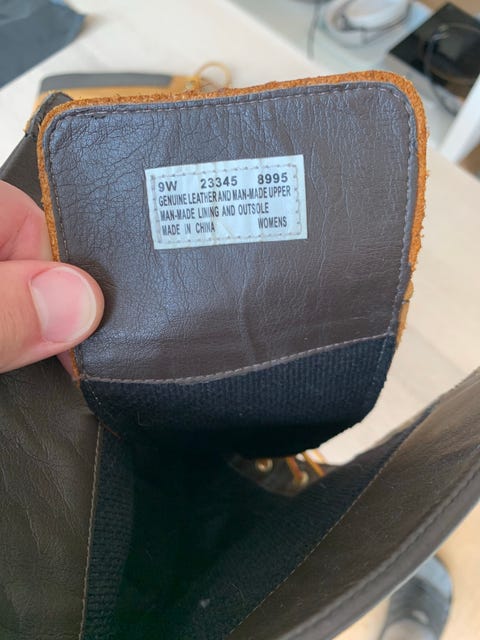 9W 23345 8995
GENUINE LEATHER AND MAN-MADE UPPER
MAN-MADE LINING AND OUTSOLE
MADE IN CHINA WOMENS